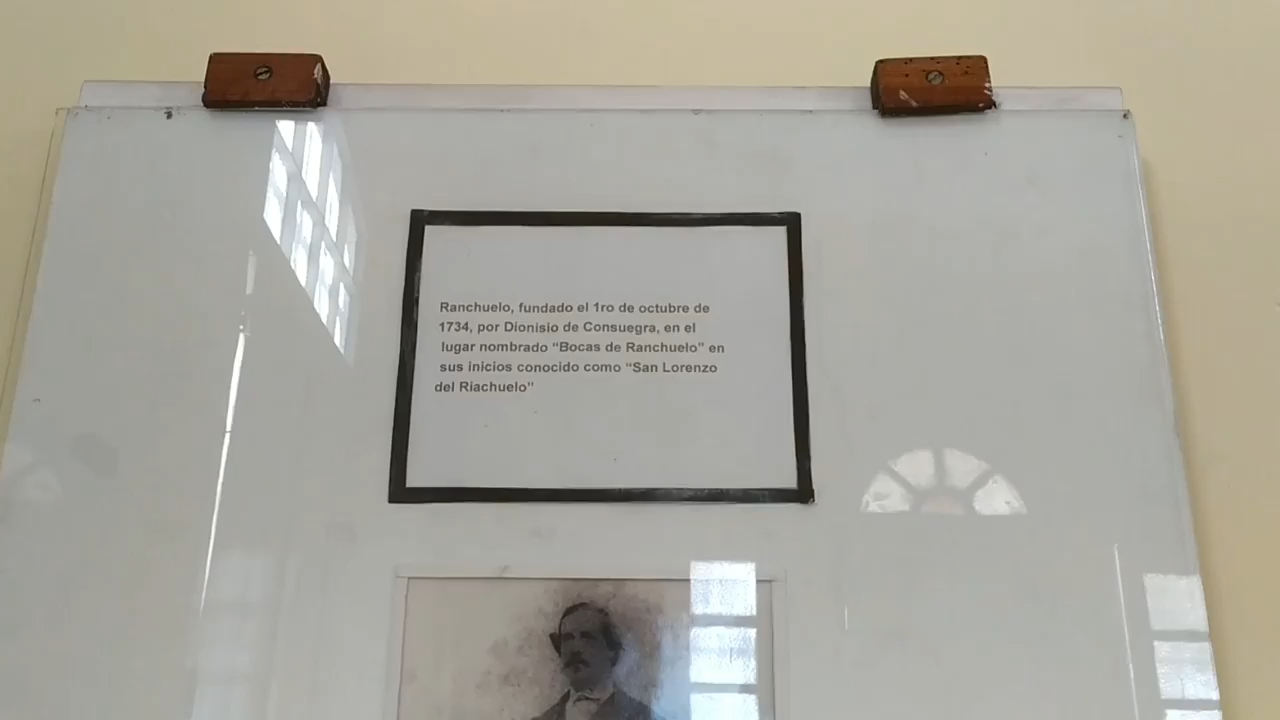 Ranchuelo, fundado el 1ro de octubre de
1734, por Dionisio de Consuegra, en el
lugar nombrado “Bocas de Ranchuelo” en
sus inicios conocido como “San Lorenzo
del Riachuelo”